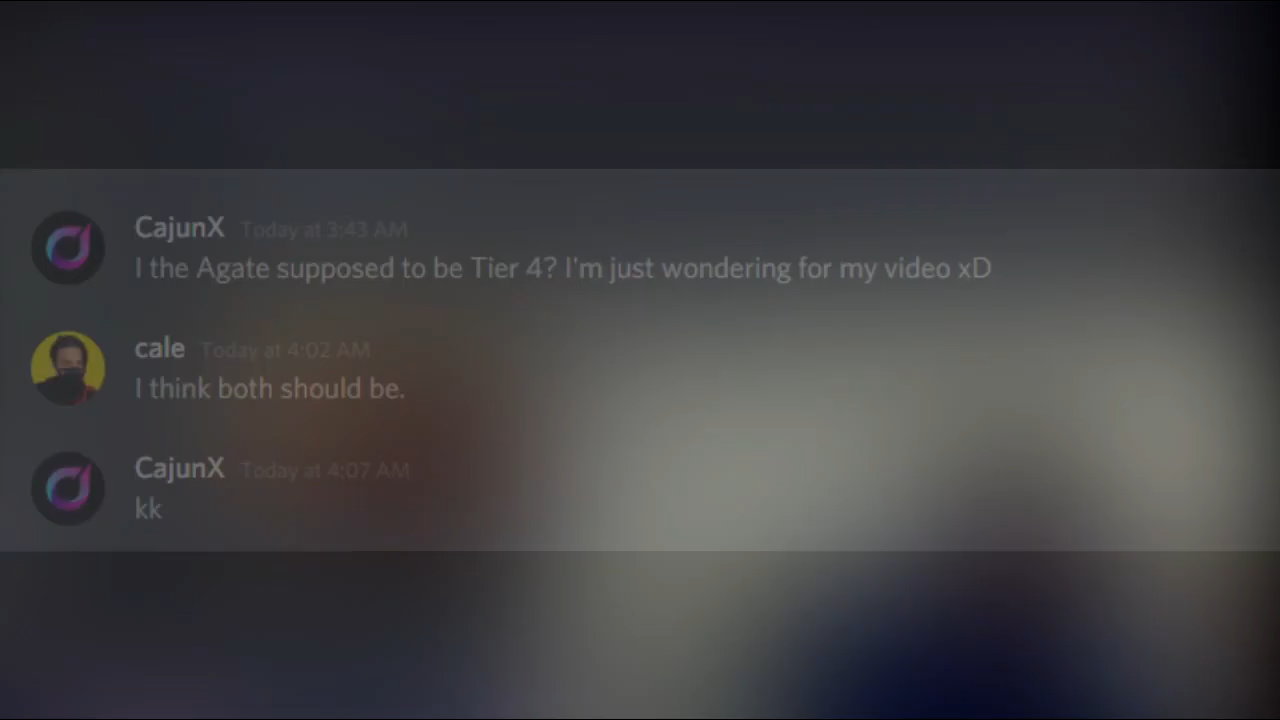 CajunX Today at 3:43 AM
I the Agate supposed to be Tier 4? I'm just wondering for my video xD
cale Today at 4:02 AM
I think both should be.
CajunX Today at 4:07 AM
kk